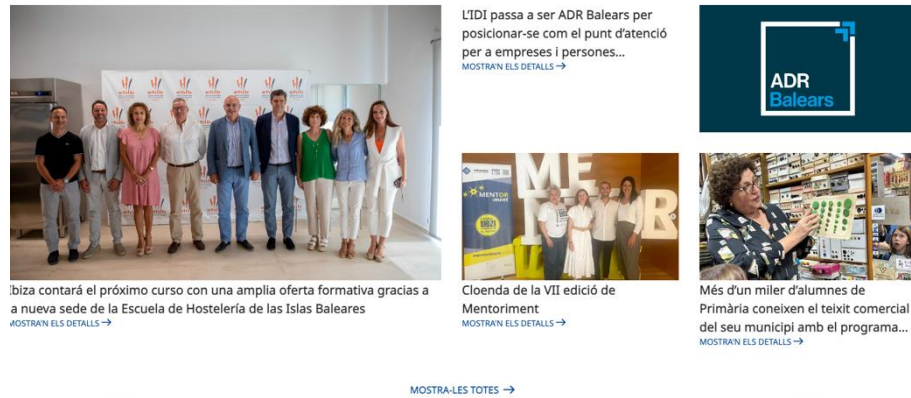 L'IDI passa a ser ADR Balears per
posicionar-se com el punt d'atenció
per a empreses i persones...
MOSTRA'N ELS DETALLS →
ADR
Balears
MENTOR
ME
R
Ibiza contará el próximo curso con una amplia oferta formativa gracias a
la nueva sede de la Escuela de Hostelería de las Islas Baleares
MOSTRA'N ELS DETALLS →
Cloenda de la VII edició de
Mentoriment
MOSTRA'N ELS DETALLS →
Més d'un miler d'alumnes de
Primària coneixen el teixit comercial
del seu municipi amb el programa...
MOSTRA'N ELS DETALLS →
MOSTRA-LES TOTES →